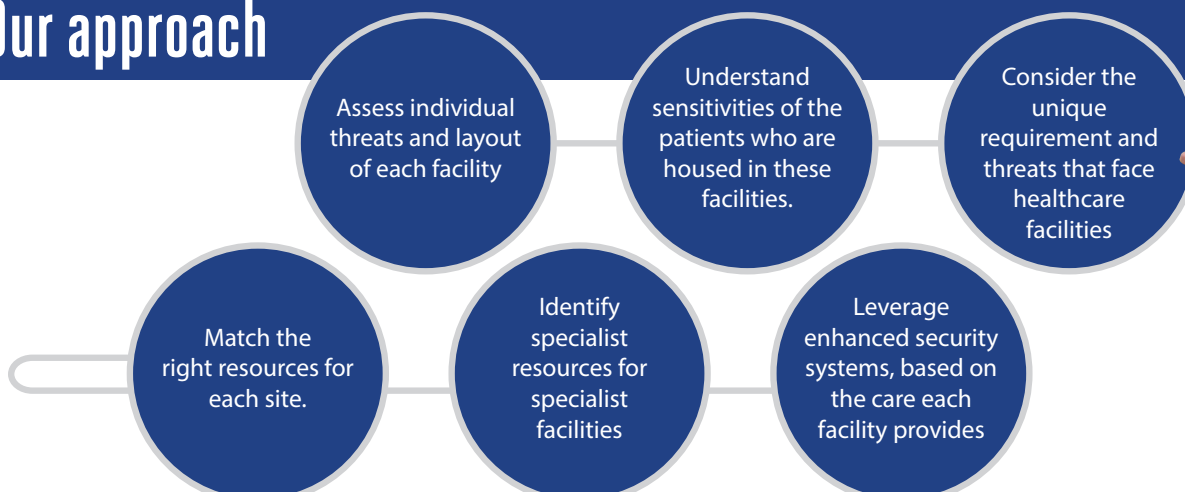 Our approach
Assess individual
threats and layout
of each facility
Understand
sensitivities of the
patients who are
housed in these
facilities.
Consider the
unique
requirement and
threats that face
healthcare
facilities
Match the
right resources for
each site.
Identify
specialist
resources for
specialist
facilities
Leverage
enhanced security
systems, based on
the care each
facility provides